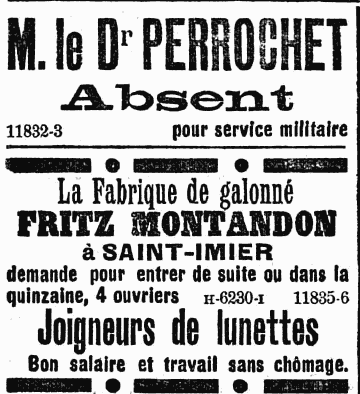 M. le Dr PERROCHET
Absent
11832-3 pour service militaire
La Fabrique de galonné
FRITZ MONTANDON
à SAINT-IMIER
demande pour entrer de suite ou dans la
quinzaine, 4 ouvriers H-6230-I 11835-6
Joigneurs de lunettes
Bon salaire et travail sans chômage.